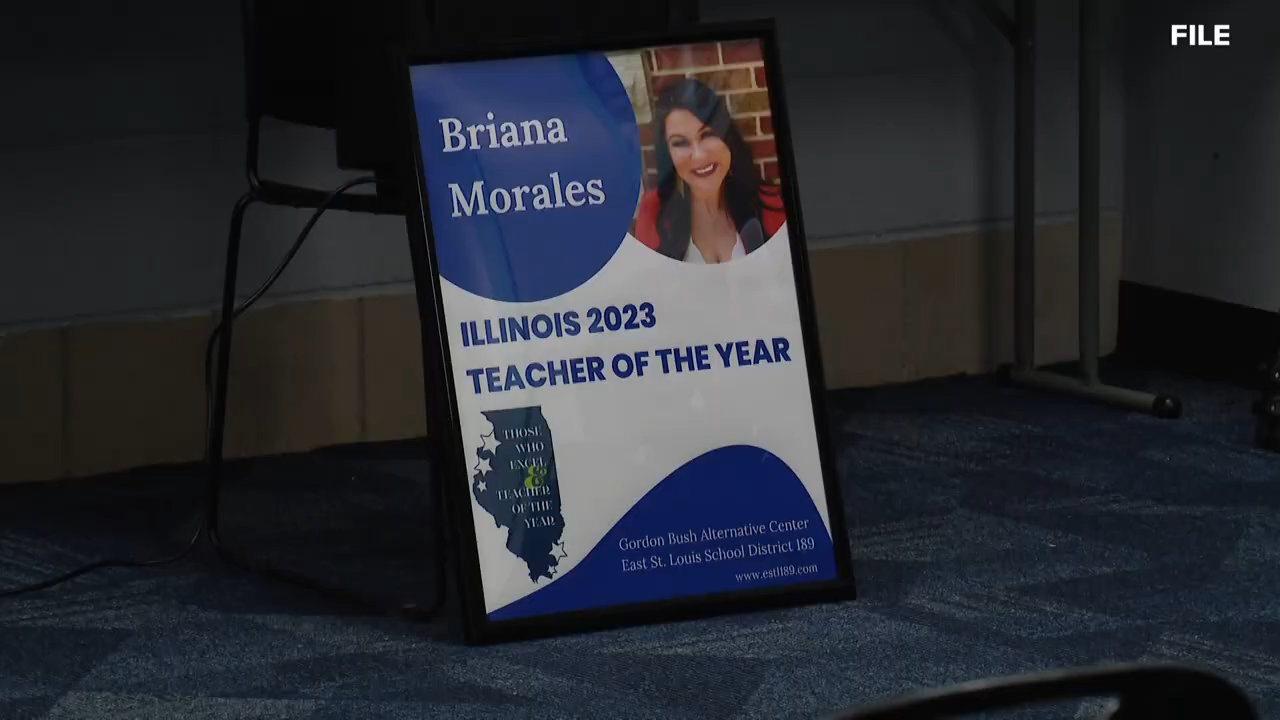 FILE
Briana
Morales
ILLINOIS 2023
TEACHER OF THE YEAR
THOSE
WHO
EXCEL
&
TEACHER
OF THE
YEAR
Gordon Bush Alternative Center
East St. Louis School District 189
www.estl189.com